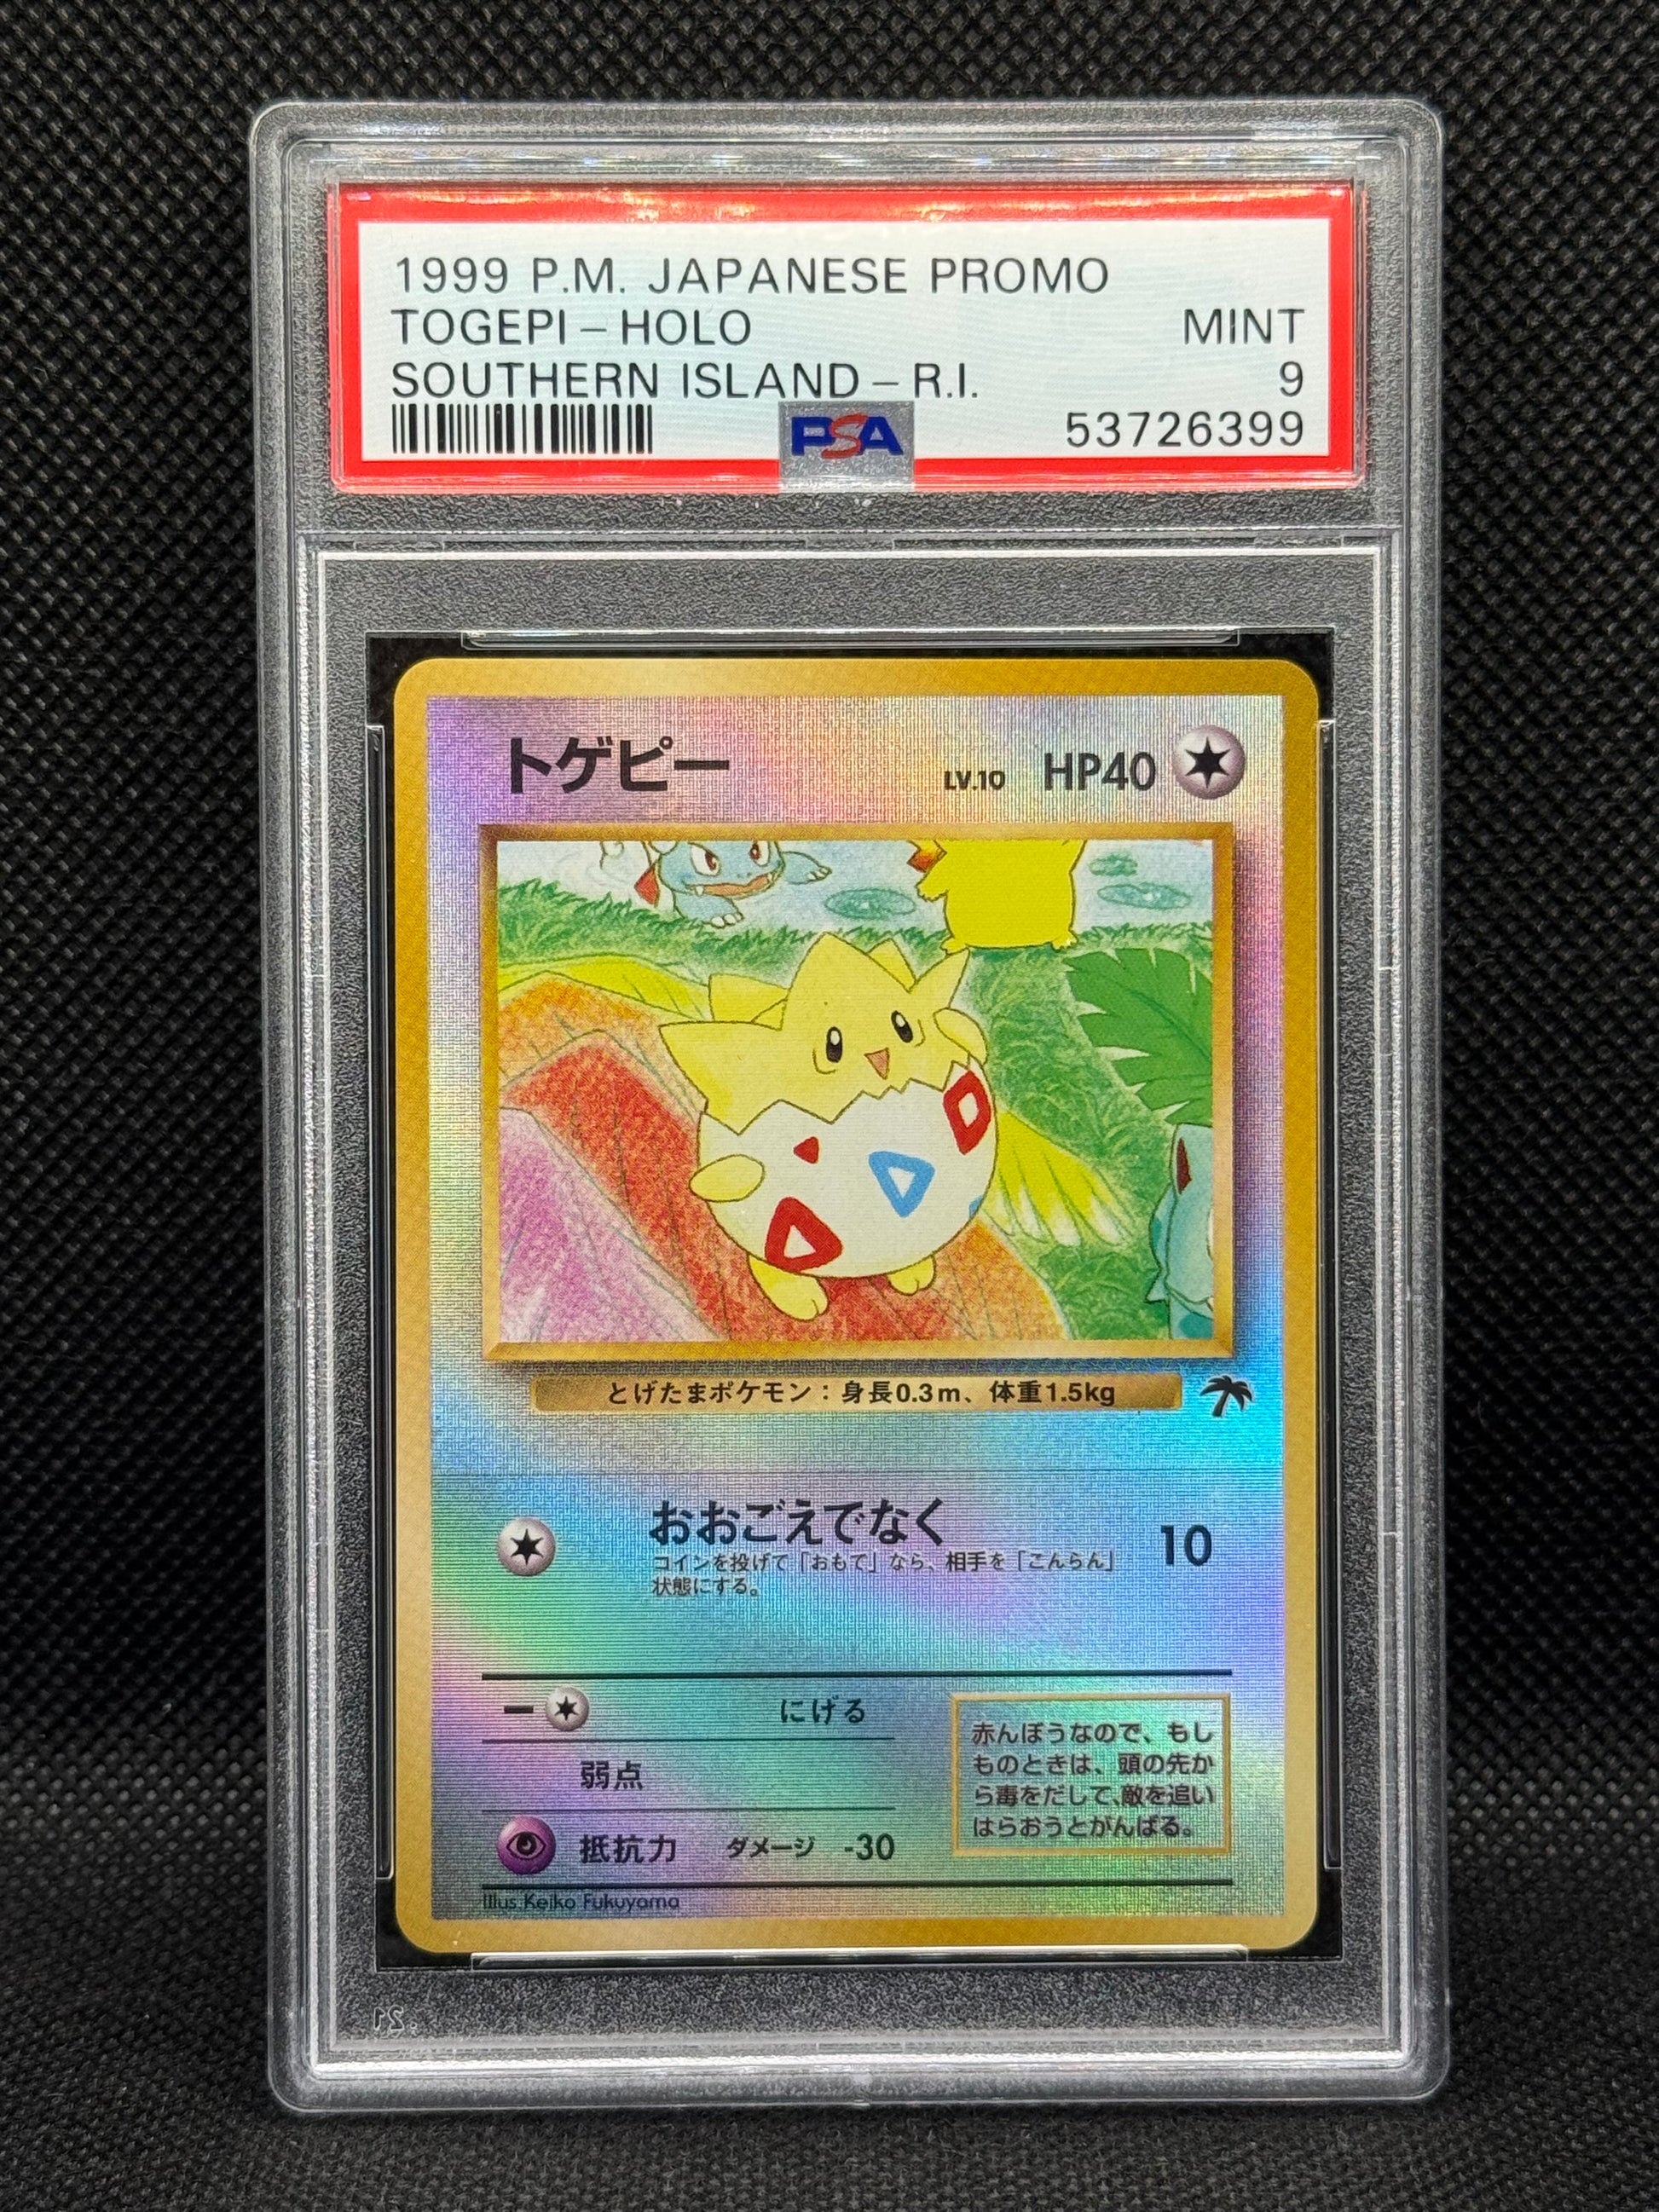 1999 P.M. JAPANESE PROMO
TOGEPI – HOLO MINT
SOUTHERN ISLAND – R.I. 9
PSA 53726399
トゲピー LV.10 HP40
とげたまポケモン：身長0.3m、体重1.5kg
おおごえでなく 10
コインを投げて「おもて」なら、相手を「こんらん」
状態にする。
にげる
弱点
抵抗力 ダメージ -30
赤んぼうなので、もし
ものときは、頭の先か
ら毒をだして、敵を追い
はらおうとがんばる。
Illus. Keiko Fukuyama